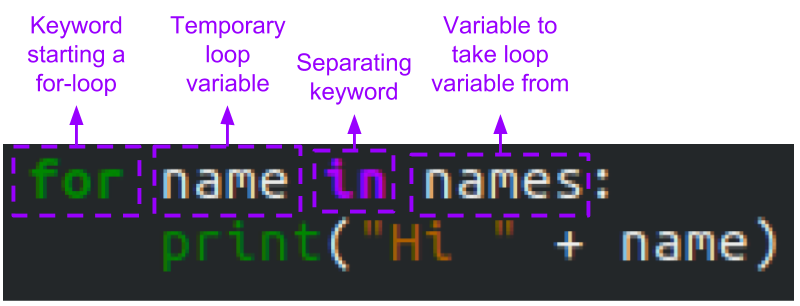 Keyword
starting a
for-loop
Temporary
loop
variable
Separating
keyword
Variable to
take loop
variable from
for name in names:
print("Hi " + name)